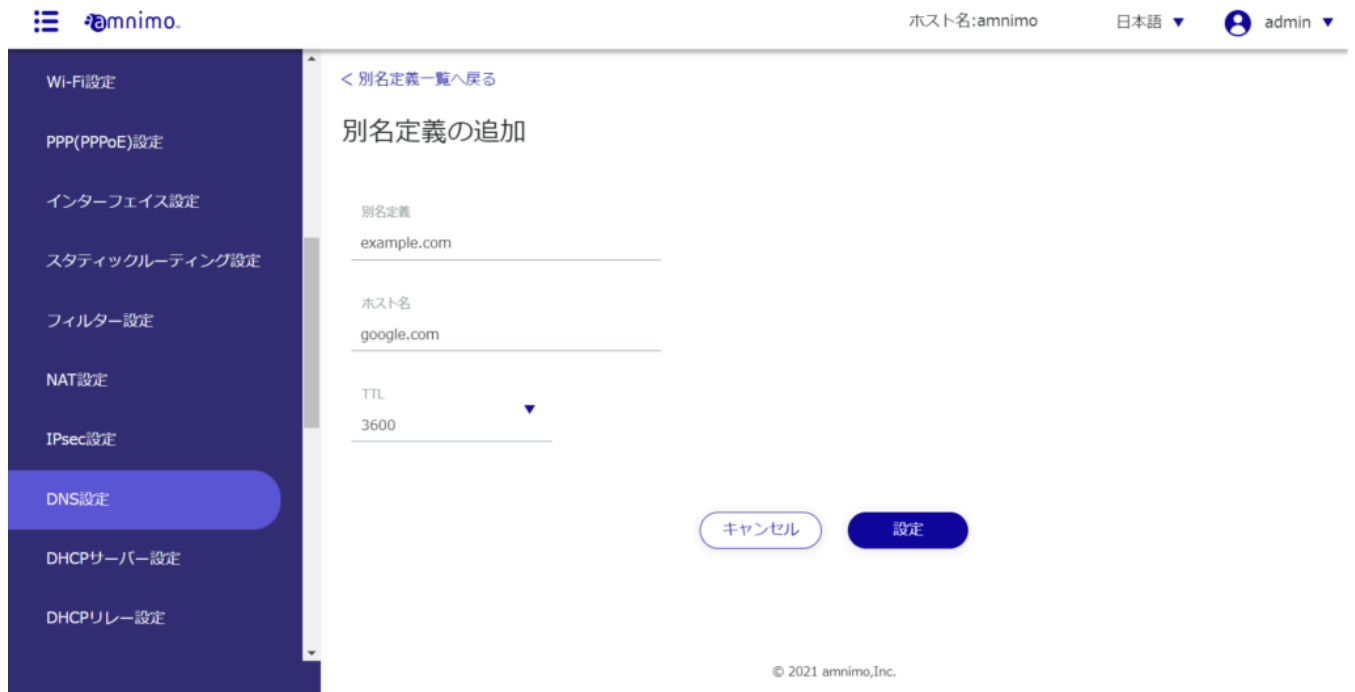 amnimo
ホスト名:amnimo
日本語 ▼
admin ▼
Wi-Fi設定
PPP(PPPoE)設定
インターフェイス設定
スタティックルーティング設定
フィルター設定
NAT設定
IPsec設定
DNS設定
DHCPサーバー設定
DHCPリレー設定
< 別名定義一覧へ戻る
別名定義の追加
別名定義
example.com
ホスト名
google.com
TTL
3600
キャンセル
設定
© 2021 amnimo,Inc.